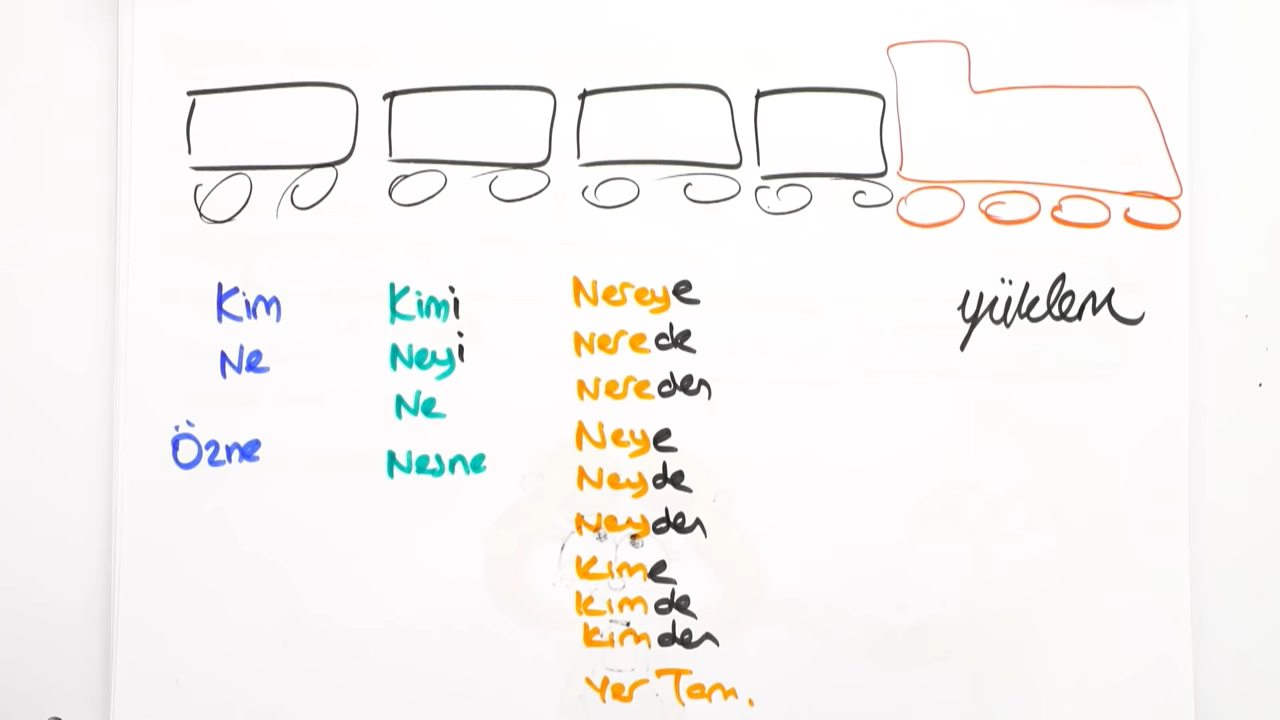 Kim
Ne
Özne
Kimi
Neyi
Ne
Nesne
Nereye
Nerede
Nereden
Neye
Neyde
Neyden
Kime
Kimde
Kimden
Yer Tam.
yüklem